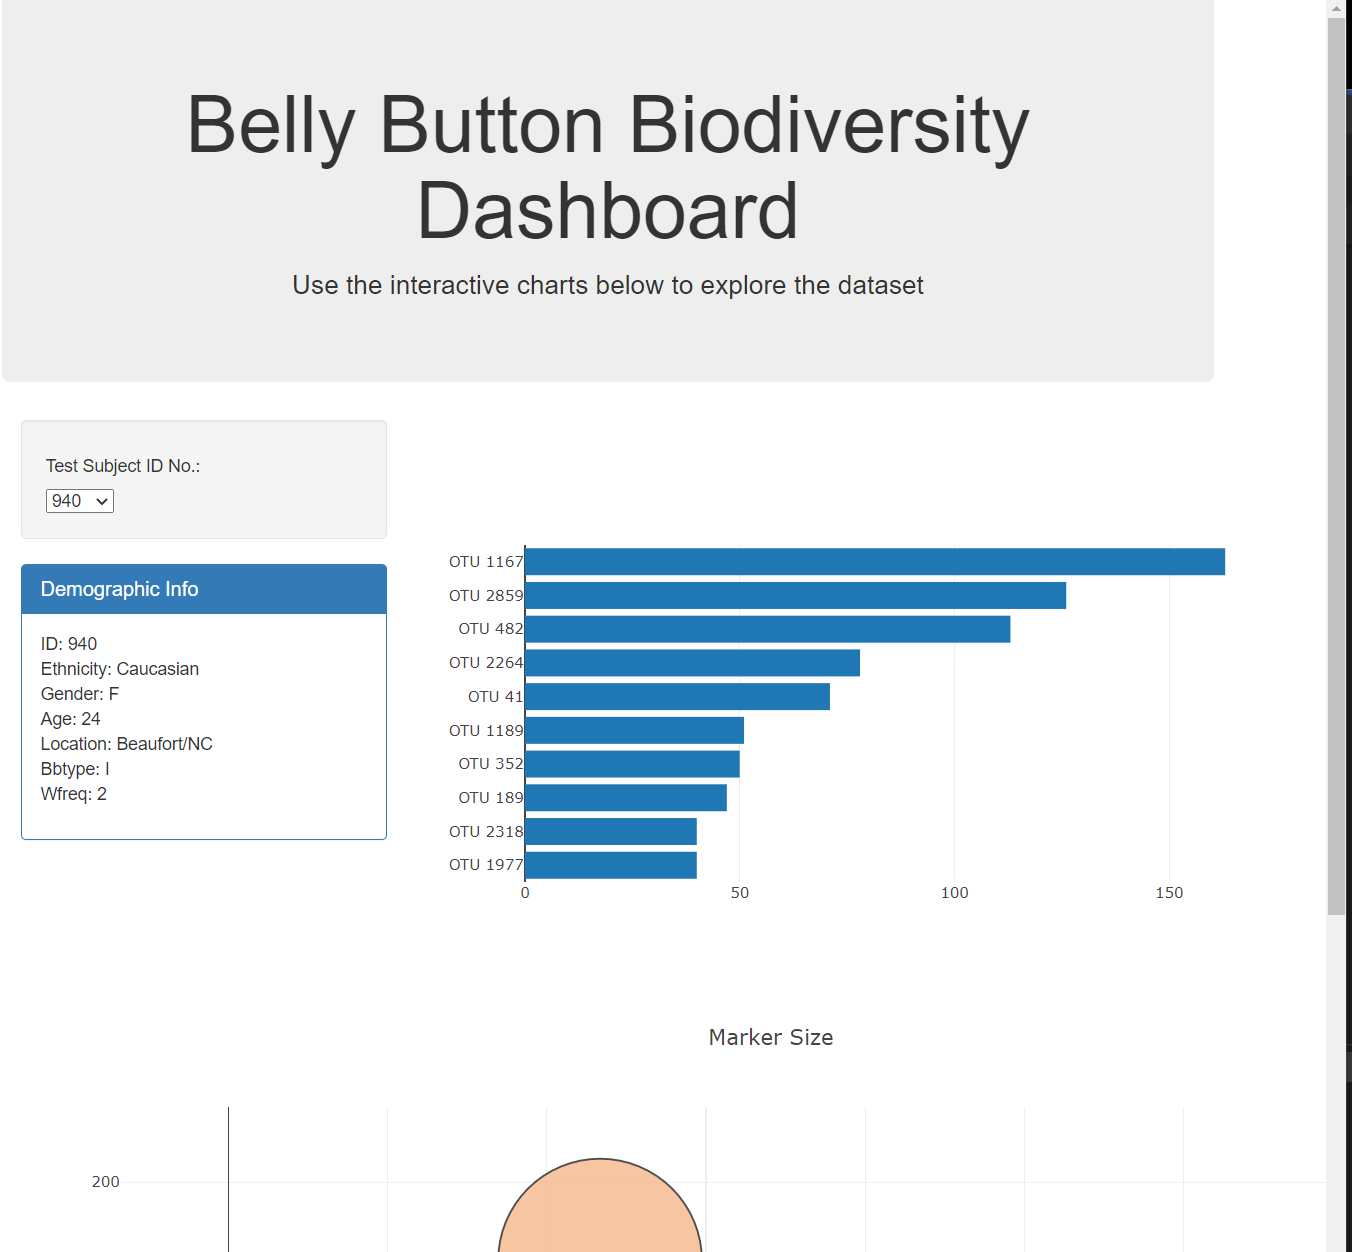 Belly Button Biodiversity
Dashboard
Use the interactive charts below to explore the dataset
Test Subject ID No.:
940
Demographic Info
ID: 940
Ethnicity: Caucasian
Gender: F
Age: 24
Location: Beaufort/NC
Bbtype: I
Wfreq: 2
OTU 1167
OTU 2859
OTU 482
OTU 2264
OTU 41
OTU 1189
OTU 352
OTU 189
OTU 2318
OTU 1977
0 50 100 150
Marker Size
200